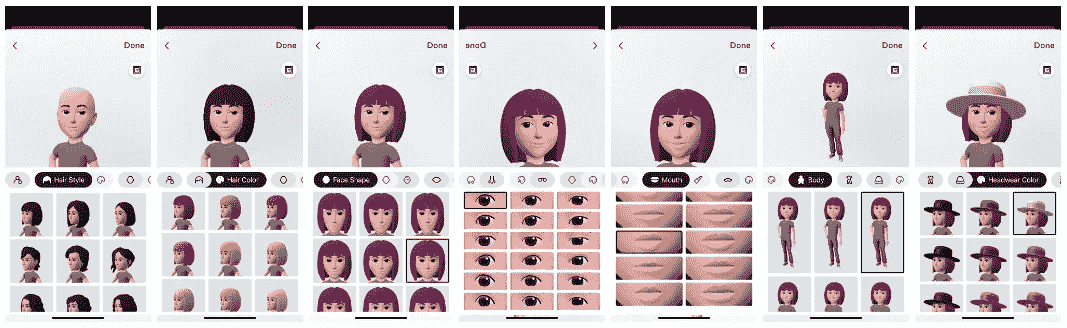 Done
Hair Style
Done
Hair Color
Done
Face Shape
Done
Done
Mouth
Done
Body
Done
Headwear Color